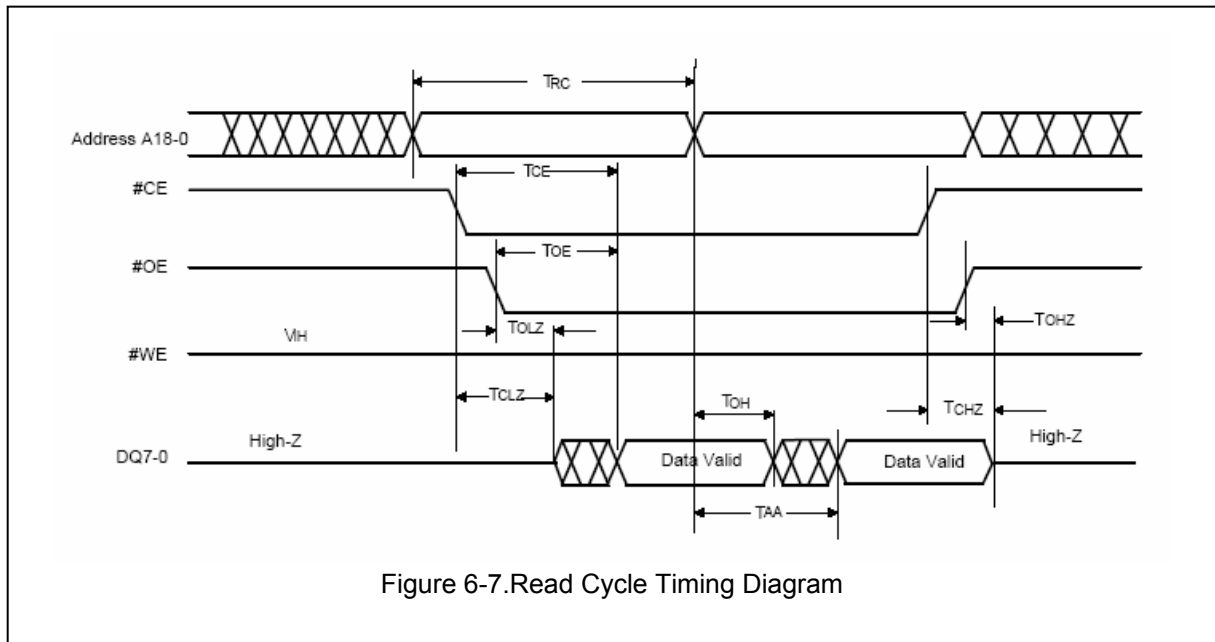 TRC
Address A18-0
TCE
#CE
TOE
#OE
TOLZ
TOHZ
VIH
#WE
TCLZ
TOH
TCHZ
High-Z
High-Z
DQ7-0
Data Valid
Data Valid
TAA
Figure 6-7.Read Cycle Timing Diagram